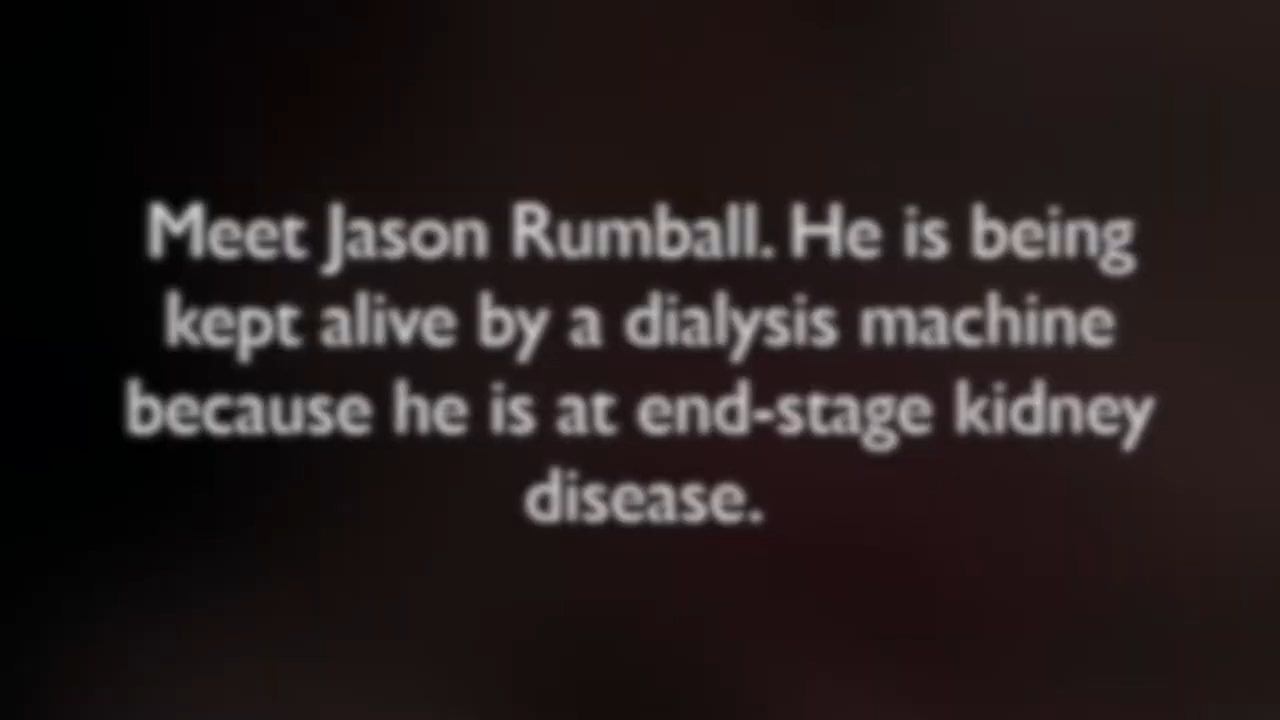 Meet Jason Rumball. He is being
kept alive by a dialysis machine
because he is at end-stage kidney
disease.